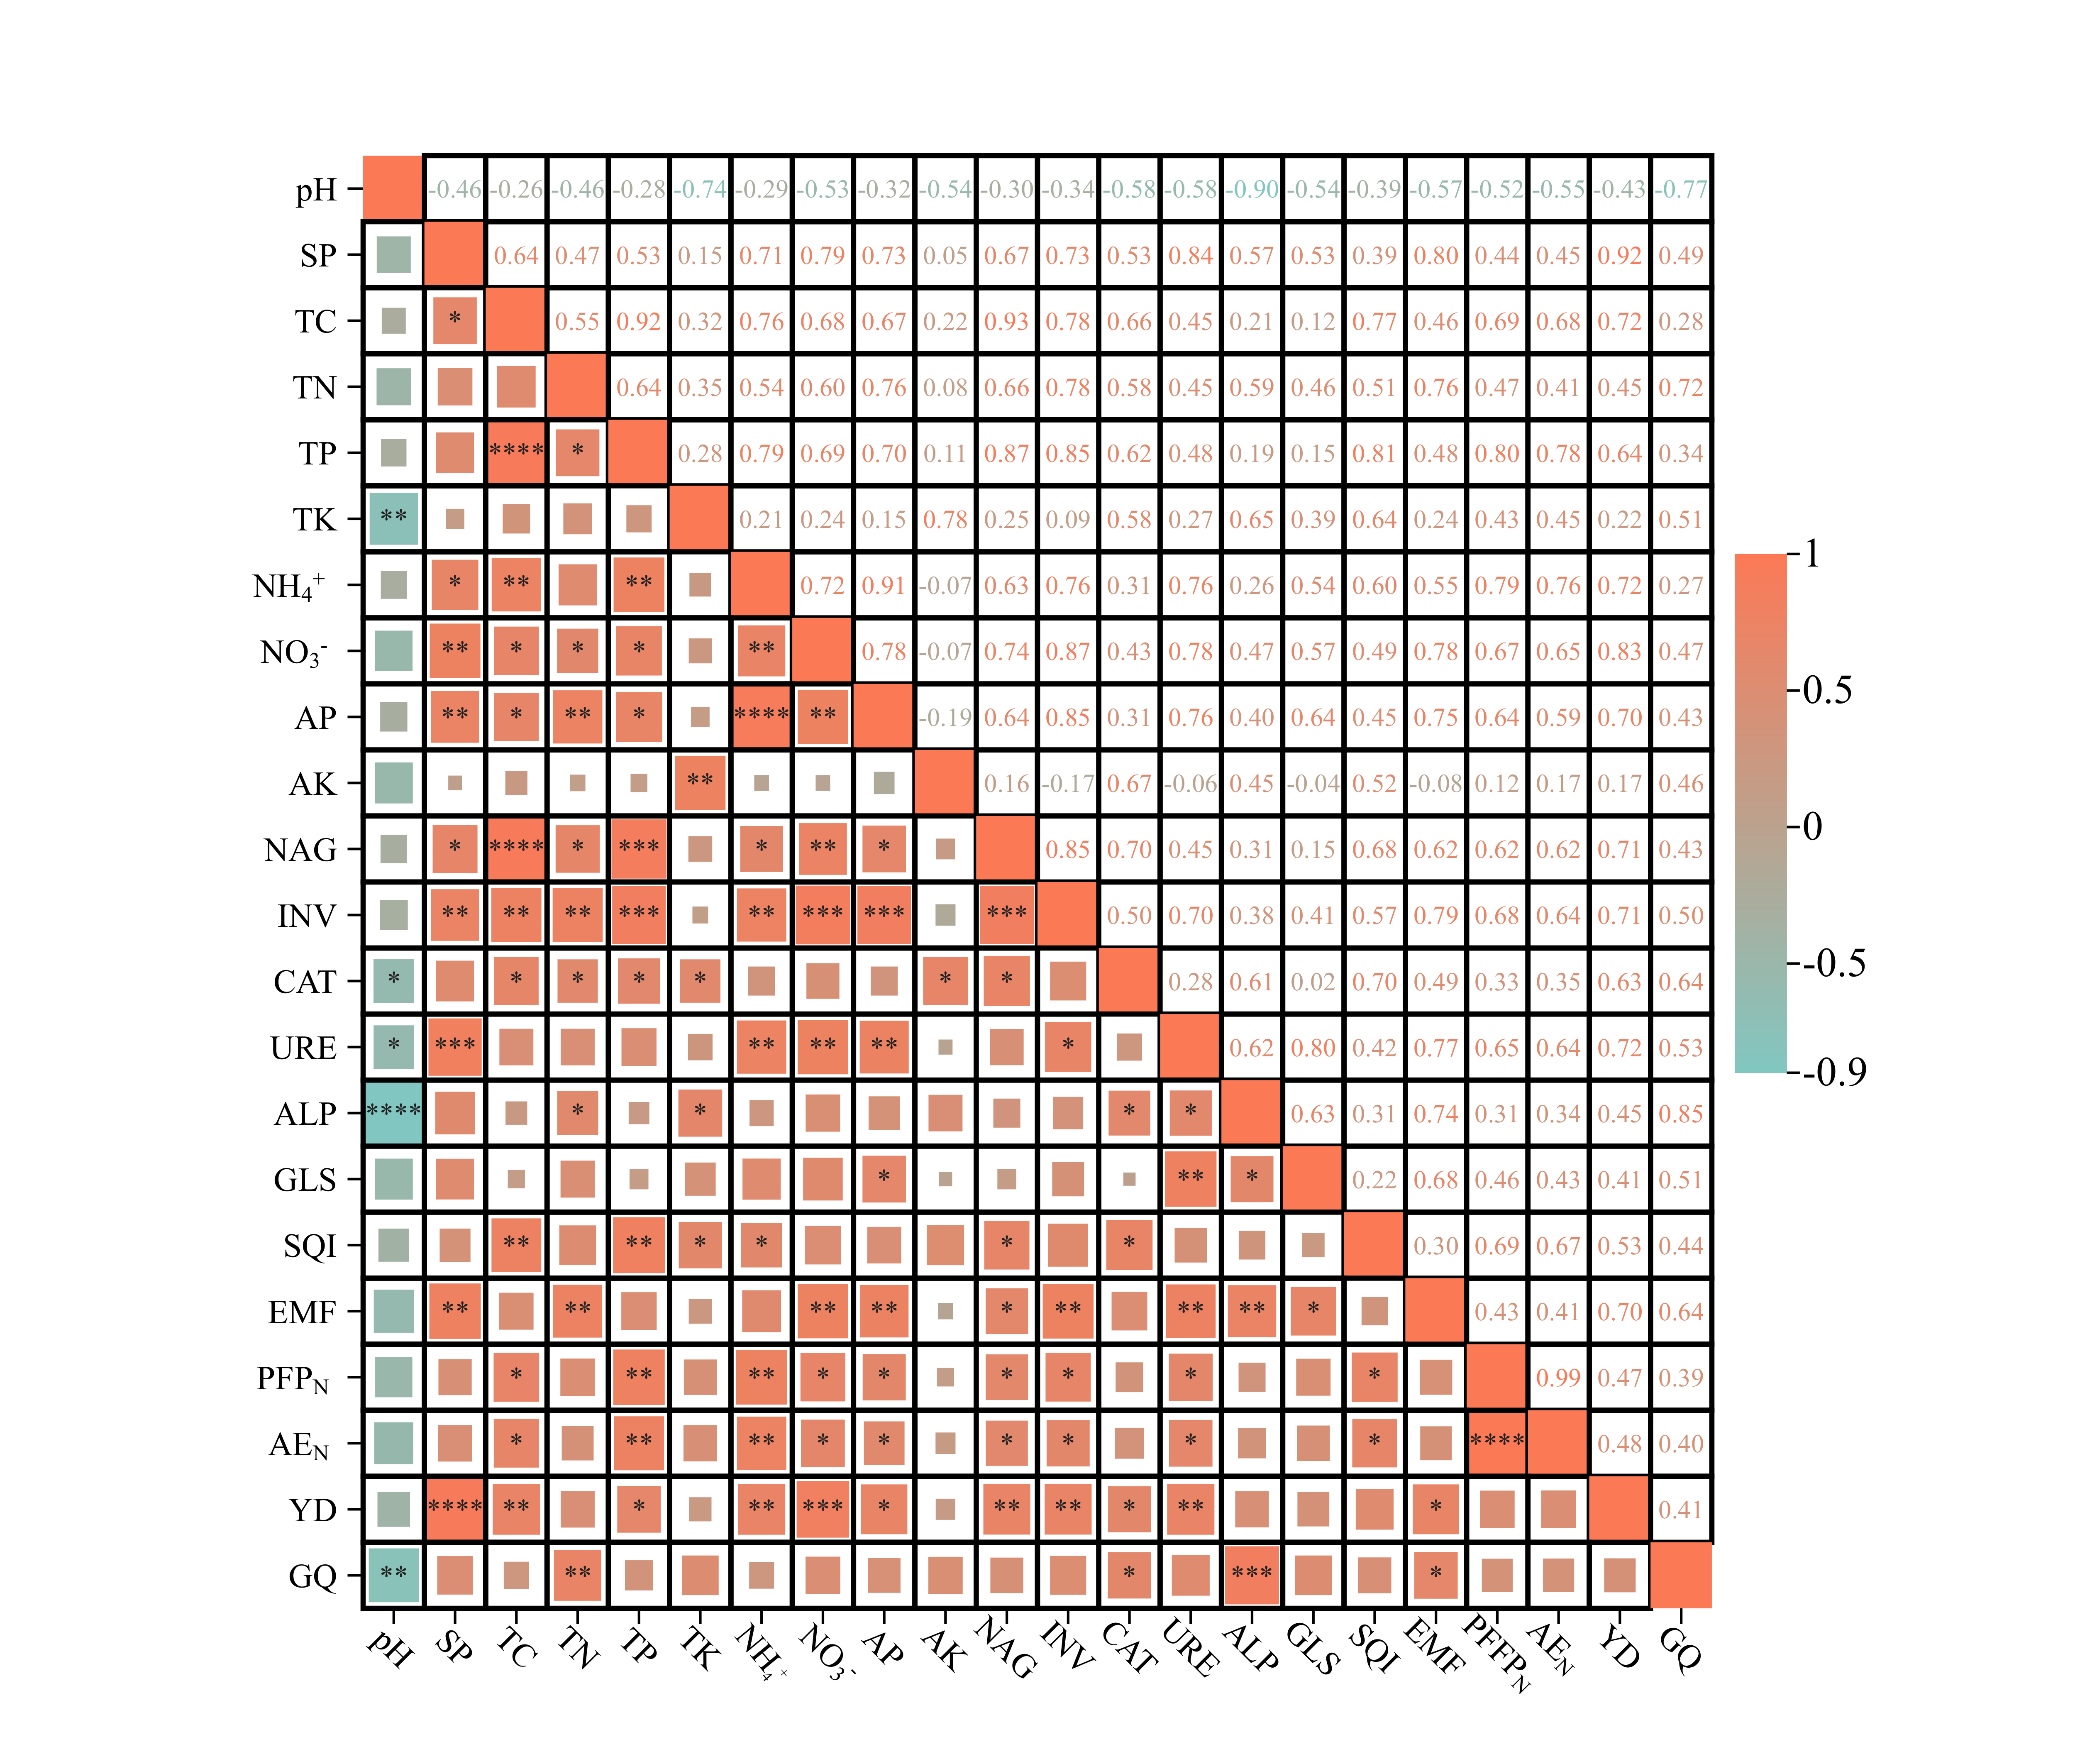 pH -0.46 -0.26 -0.46 -0.28 -0.74 -0.29 -0.53 -0.32 -0.54 -0.30 -0.34 -0.58 -0.58 -0.90 -0.54 -0.39 -0.57 -0.52 -0.55 -0.43 -0.77
SP 0.64 0.47 0.53 0.15 0.71 0.79 0.73 0.05 0.67 0.73 0.53 0.84 0.57 0.53 0.39 0.80 0.44 0.45 0.92 0.49
TC * 0.55 0.92 0.32 0.76 0.68 0.67 0.22 0.93 0.78 0.66 0.45 0.21 0.12 0.77 0.46 0.69 0.68 0.72 0.28
TN 0.64 0.35 0.54 0.60 0.76 0.08 0.66 0.78 0.58 0.45 0.59 0.46 0.51 0.76 0.47 0.41 0.45 0.72
TP **** * 0.28 0.79 0.69 0.70 0.11 0.87 0.85 0.62 0.48 0.19 0.15 0.81 0.48 0.80 0.78 0.64 0.34
TK ** 0.21 0.24 0.15 0.78 0.25 0.09 0.58 0.27 0.65 0.39 0.64 0.24 0.43 0.45 0.22 0.51
NH₄⁺ * ** ** 0.72 0.91 -0.07 0.63 0.76 0.31 0.76 0.26 0.54 0.60 0.55 0.79 0.76 0.72 0.27
NO₃⁻ ** * * * ** 0.78 -0.07 0.74 0.87 0.43 0.78 0.47 0.57 0.49 0.78 0.67 0.65 0.83 0.47
AP ** * ** * **** ** -0.19 0.64 0.85 0.31 0.76 0.40 0.64 0.45 0.75 0.64 0.59 0.70 0.43
AK ** 0.16 -0.17 0.67 -0.06 0.45 -0.04 0.52 -0.08 0.12 0.17 0.17 0.46
NAG * **** * *** * ** * 0.85 0.70 0.45 0.31 0.15 0.68 0.62 0.62 0.62 0.71 0.43
INV ** ** ** *** ** *** *** *** 0.50 0.70 0.38 0.41 0.57 0.79 0.68 0.64 0.71 0.50
CAT * * * * * * * 0.28 0.61 0.02 0.70 0.49 0.33 0.35 0.63 0.64
URE * *** ** ** ** * 0.62 0.80 0.42 0.77 0.65 0.64 0.72 0.53
ALP **** * * * * 0.63 0.31 0.74 0.31 0.34 0.45 0.85
GLS * ** * 0.22 0.68 0.46 0.43 0.41 0.51
SQI ** ** * * * * 0.30 0.69 0.67 0.53 0.44
EMF ** ** ** ** * ** ** ** * 0.43 0.41 0.70 0.64
PFPN * ** ** * * * * * * 0.99 0.47 0.39
AEN * ** ** * * * * * * **** 0.48 0.40
YD **** ** * ** *** * ** ** * ** * 0.41
GQ ** ** * *** *
pH SP TC TN TP TK NH₄⁺ NO₃⁻ AP AK NAG INV CAT URE ALP GLS SQI EMF PFFPN AEN YD GQ
1
0.5
0
-0.5
-0.9